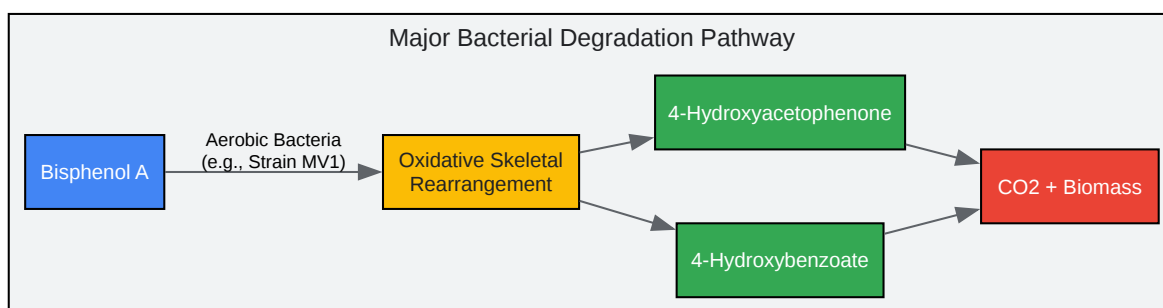 Major Bacterial Degradation Pathway
Bisphenol A
Aerobic Bacteria
(e.g., Strain MV1)
Oxidative Skeletal
Rearrangement
4-Hydroxyacetophenone
4-Hydroxybenzoate
CO2 + Biomass